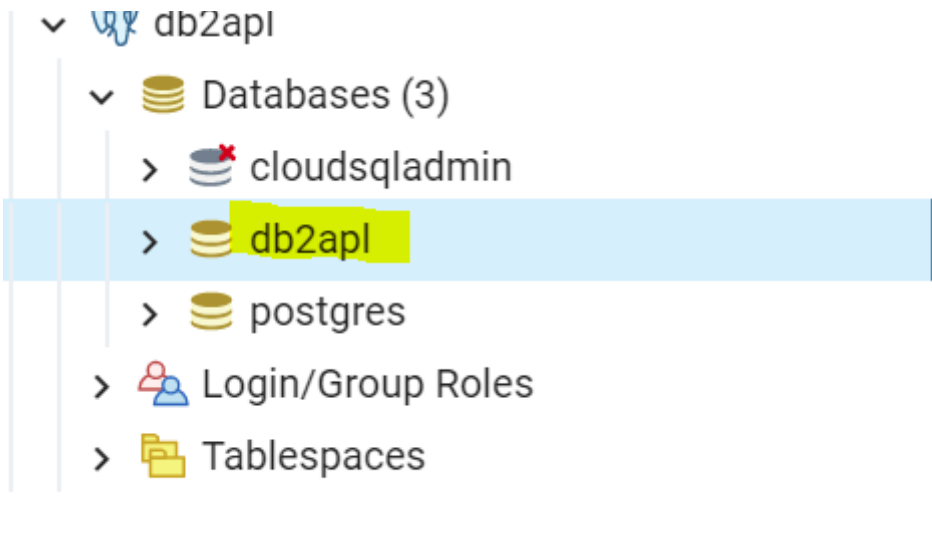 db2apl
Databases (3)
cloudsqladmin
db2apl
postgres
Login/Group Roles
Tablespaces